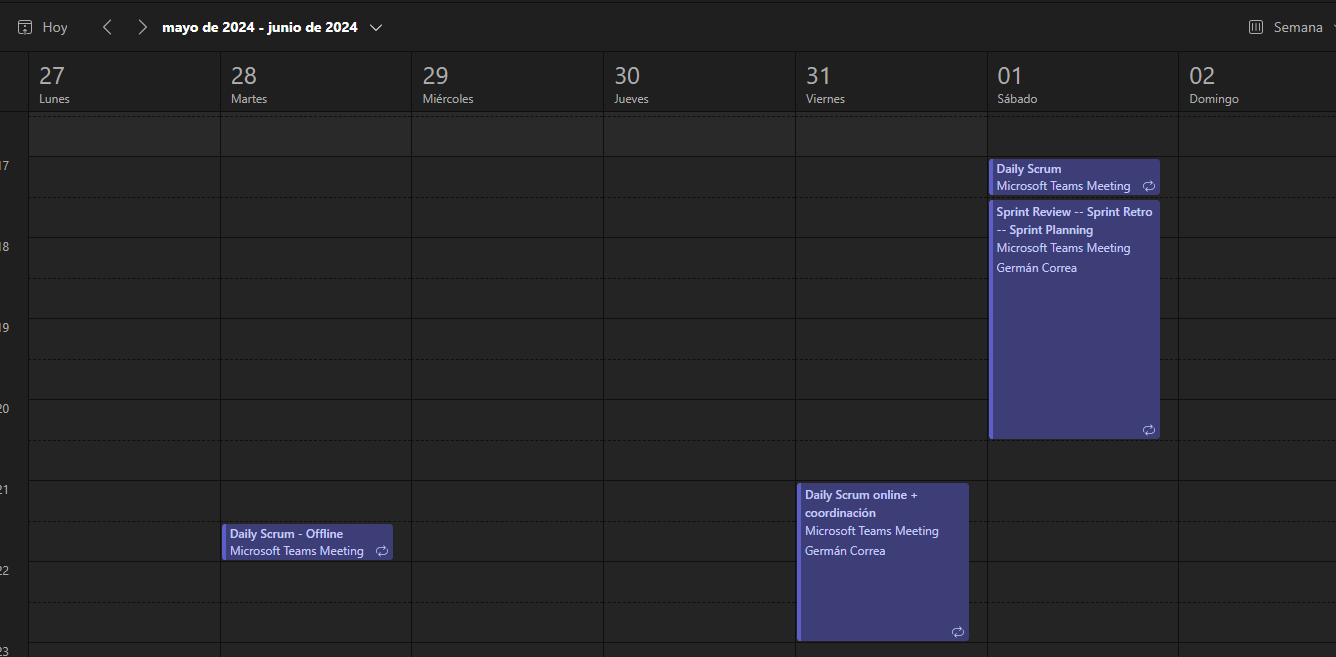 Hoy
mayo de 2024 - junio de 2024
Semana
27
Lunes
28
Martes
29
Miércoles
30
Jueves
31
Viernes
01
Sábado
02
Domingo
17
Daily Scrum
Microsoft Teams Meeting
Sprint Review -- Sprint Retro
-- Sprint Planning
Microsoft Teams Meeting
Germán Correa
18
19
20
21
Daily Scrum online +
coordinación
Microsoft Teams Meeting
Germán Correa
Daily Scrum - Offline
Microsoft Teams Meeting
22
23